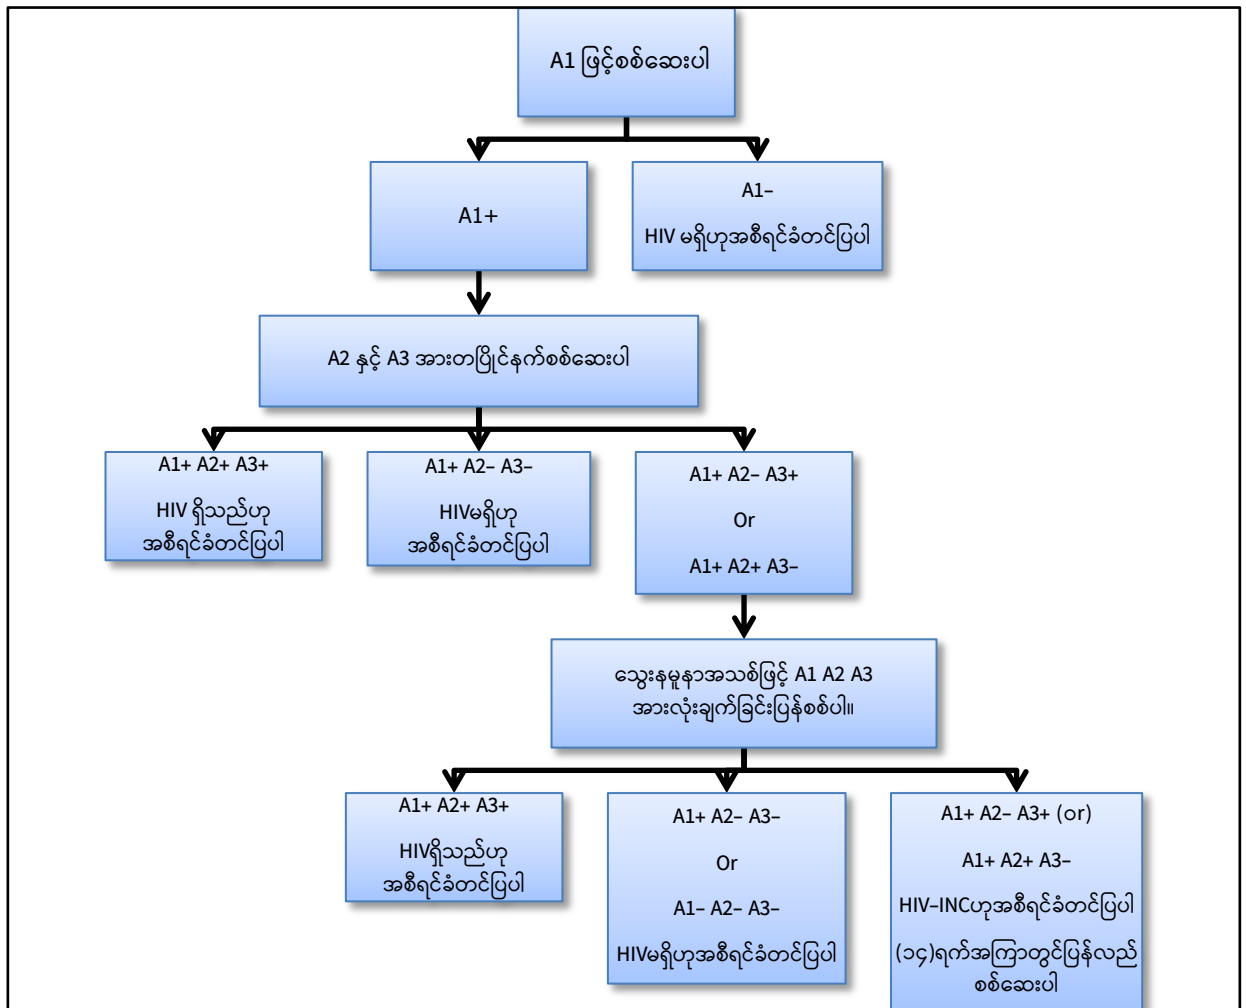 A1 ဖြင့်စစ်ဆေးပါ
A1+
A1–
HIV မရှိဟုအစီရင်ခံတင်ပြပါ
A2 နှင့် A3 အားတပြိုင်နက်စစ်ဆေးပါ
A1+ A2+ A3+
HIV ရှိသည်ဟု
အစီရင်ခံတင်ပြပါ
A1+ A2– A3–
HIVမရှိဟု
အစီရင်ခံတင်ပြပါ
A1+ A2– A3+
Or
A1+ A2+ A3–
သွေးနမူနာအသစ်ဖြင့် A1 A2 A3
အားလုံးချက်ခြင်းပြန်စစ်ပါ။
A1+ A2+ A3+
HIVရှိသည်ဟု
အစီရင်ခံတင်ပြပါ
A1+ A2– A3–
Or
A1– A2– A3–
HIVမရှိဟုအစီရင်ခံတင်ပြပါ
A1+ A2– A3+ (or)
A1+ A2+ A3–
HIV–INCဟုအစီရင်ခံတင်ပြပါ
(၁၄)ရက်အကြာတွင်ပြန်လည်
စစ်ဆေးပါ